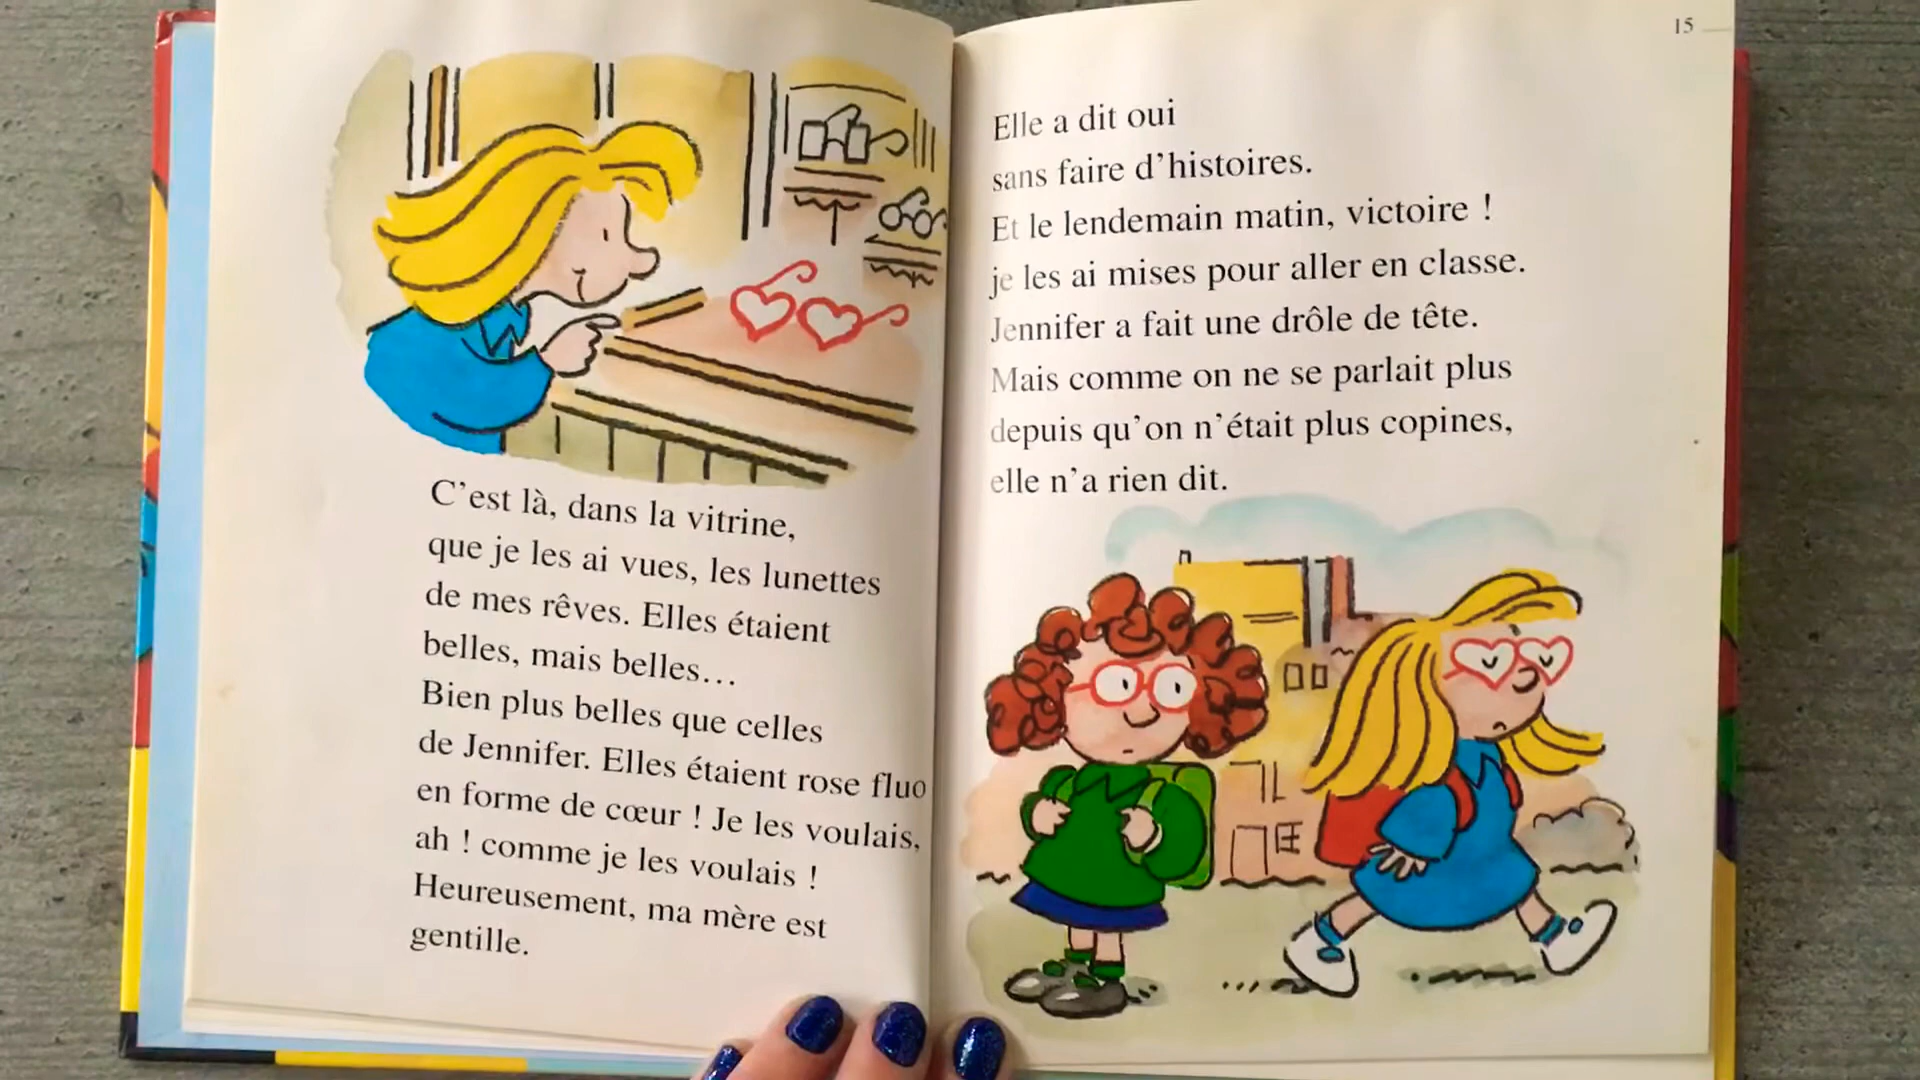 C'est là, dans la vitrine,
que je les ai vues, les lunettes
de mes rêves. Elles étaient
belles, mais belles…
Bien plus belles que celles
de Jennifer. Elles étaient rose fluo
en forme de cœur ! Je les voulais,
ah ! comme je les voulais !
Heureusement, ma mère est
gentille.
15
Elle a dit oui
sans faire d'histoires.
Et le lendemain matin, victoire !
je les ai mises pour aller en classe.
Jennifer a fait une drôle de tête.
Mais comme on ne se parlait plus
depuis qu'on n'était plus copines,
elle n'a rien dit.